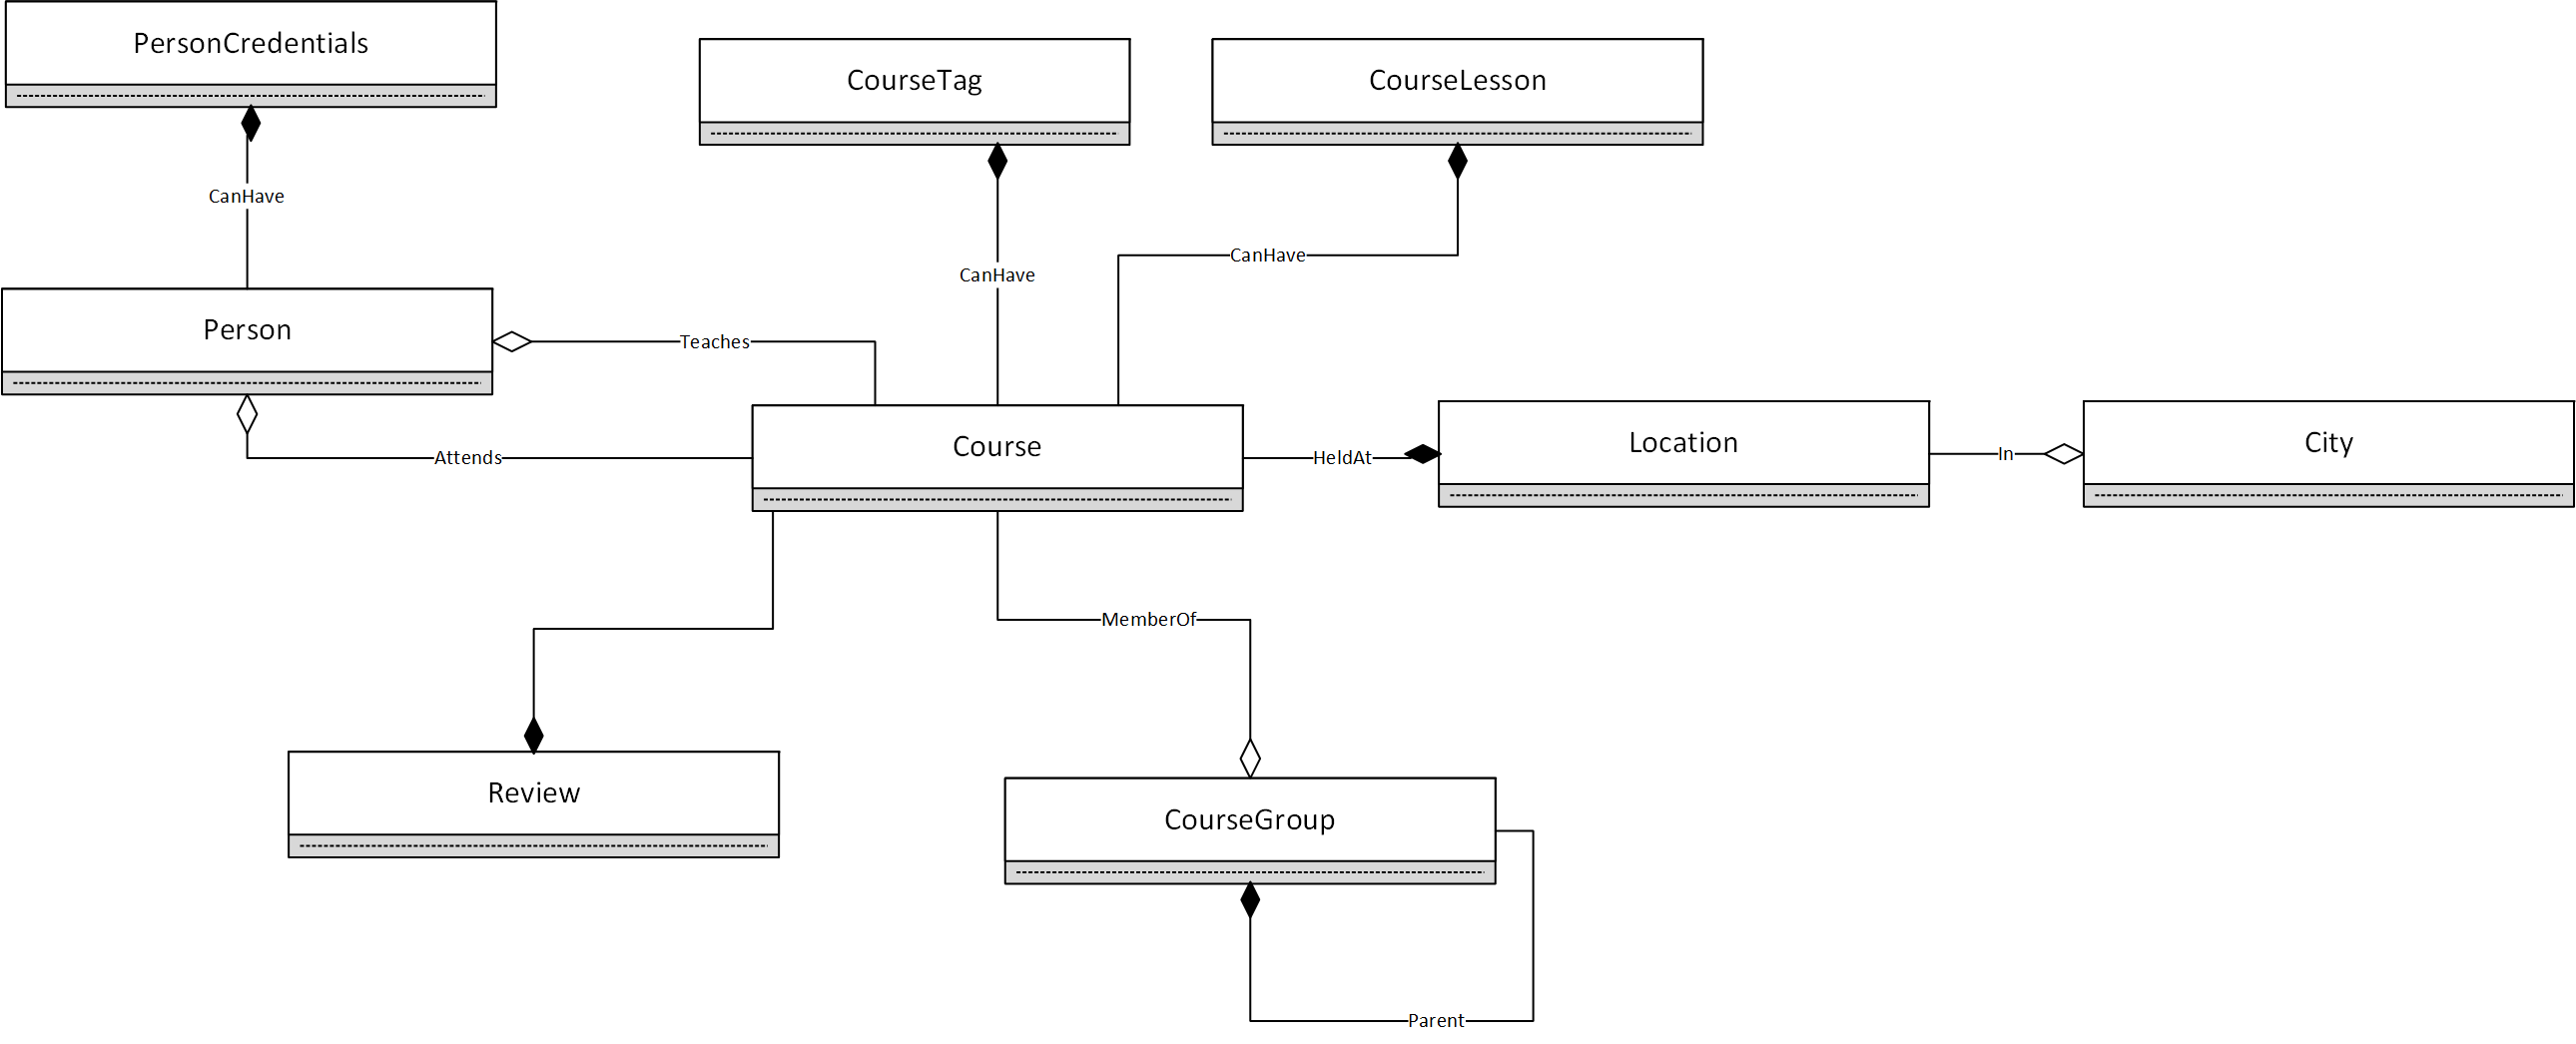 PersonCredentials
CourseTag
CourseLesson
CanHave
CanHave
CanHave
Person
Teaches
Course
Attends
HeldAt
Location
In
City
MemberOf
Review
CourseGroup
Parent